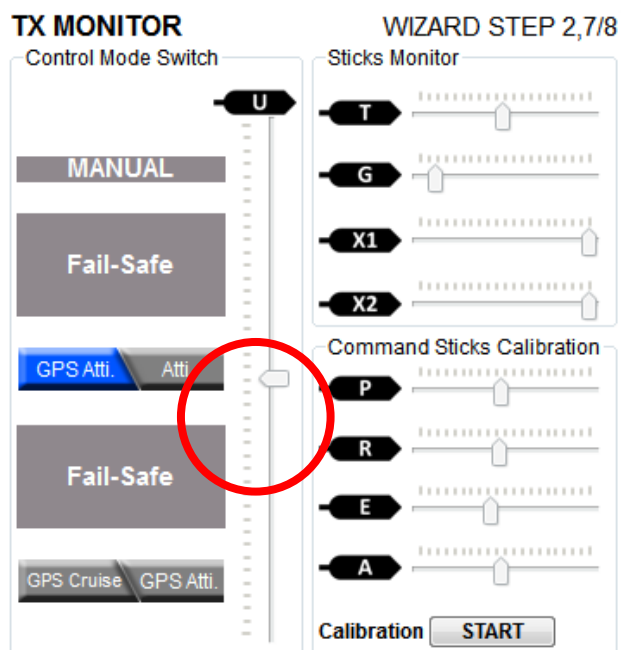 TX MONITOR
WIZARD STEP 2,7/8
Control Mode Switch
U
MANUAL
Fail-Safe
GPS Atti.
Atti
Fail-Safe
GPS Cruise
GPS Atti.
Sticks Monitor
T
G
X1
X2
Command Sticks Calibration
P
R
E
A
Calibration
START